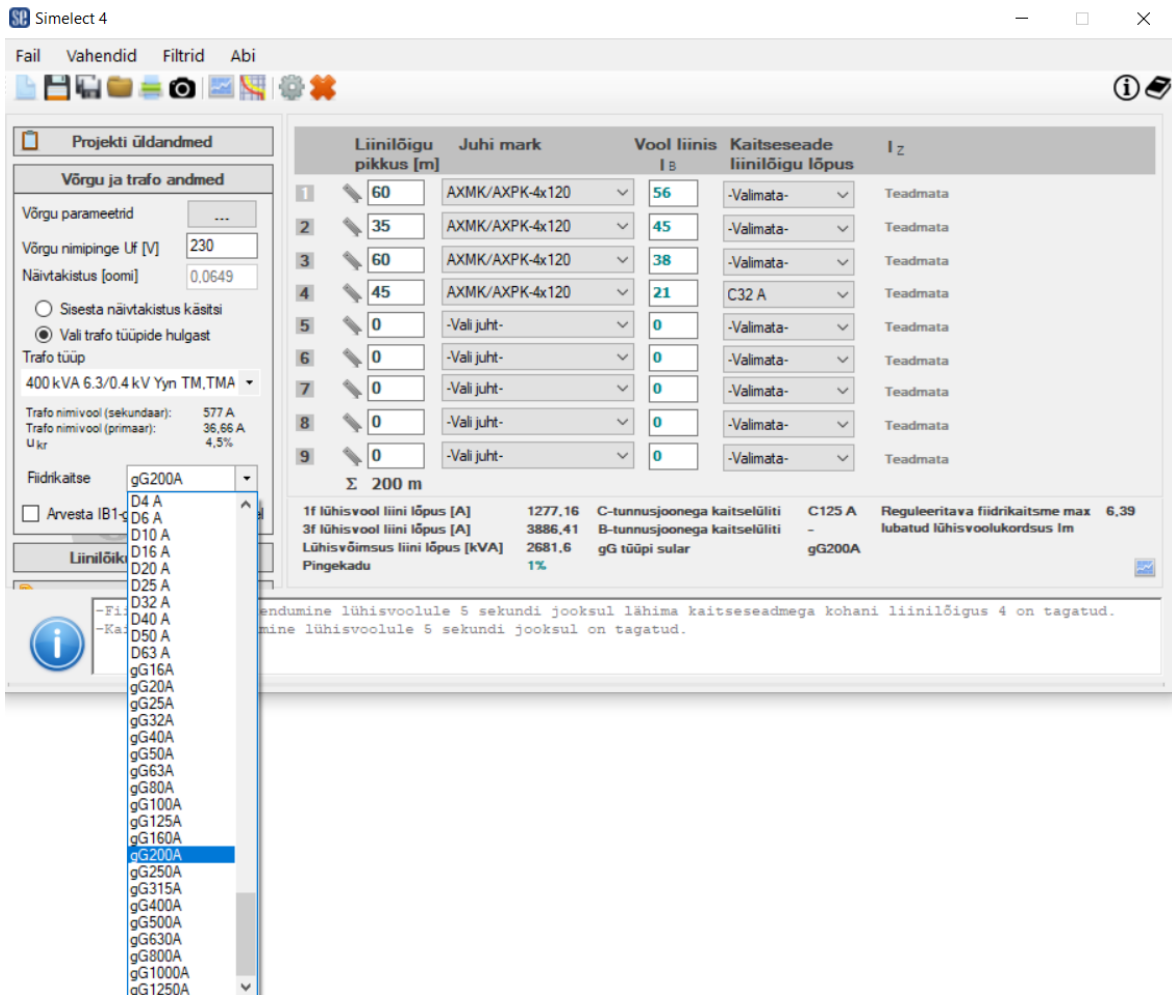 Simelect 4
Fail Vahendid Filtrid Abi
Projekti üldandmed
Võrgu ja trafo andmed
Võrgu parameetrid ...
Võrgu nimipinge Uf [V] 230
Näivtakistus [oomi] 0,0649
Sisesta näivtakistus käsitsi
Vali trafo tüüpide hulgast
Trafo tüüp
400 kVA 6.3/0.4 kV Yyn TM,TMA
Trafo nimivool (sekundaar): 577 A
Trafo nimivool (primaar): 36,66 A
u kr 4,5%
Fiidrikaitse gG200A
Arvesta IB1-
D4 A
D6 A
D10 A
D16 A
D20 A
D25 A
D32 A
D40 A
D50 A
D63 A
gG16A
gG20A
gG25A
gG32A
gG40A
gG50A
gG63A
gG80A
gG100A
gG125A
gG160A
gG200A
gG250A
gG315A
gG400A
gG500A
gG630A
gG800A
gG1000A
gG1250A
Liinilõik
Liinilõigu Juhi mark Vool liinis Kaitseseade I Z
pikkus [m] I B liinilõigu lõpus
1 60 AXMK/AXPK-4x120 56 -Valimata- Teadmata
2 35 AXMK/AXPK-4x120 45 -Valimata- Teadmata
3 60 AXMK/AXPK-4x120 38 -Valimata- Teadmata
4 45 AXMK/AXPK-4x120 21 C32 A Teadmata
5 0 -Vali juht- 0 -Valimata- Teadmata
6 0 -Vali juht- 0 -Valimata- Teadmata
7 0 -Vali juht- 0 -Valimata- Teadmata
8 0 -Vali juht- 0 -Valimata- Teadmata
9 0 -Vali juht- 0 -Valimata- Teadmata
Σ 200 m
1f lühisvool liini lõpus [A] 1277,16 C-tunnusjoonega kaitselüliti C125 A Reguleeritava fiidrikaitsme max 6,39
3f lühisvool liini lõpus [A] 3886,41 B-tunnusjoonega kaitselüliti - lubatud lühisvoolukordsus Im
Lühisvõimsus liini lõpus [kVA] 2681,6 gG tüüpi sular gG200A
Pingekadu 1%
-Fi endumine lühisvoolule 5 sekundi jooksul lähima kaitseseadmega kohani liinilõigus 4 on tagatud.
-Ka mine lühisvoolule 5 sekundi jooksul on tagatud.